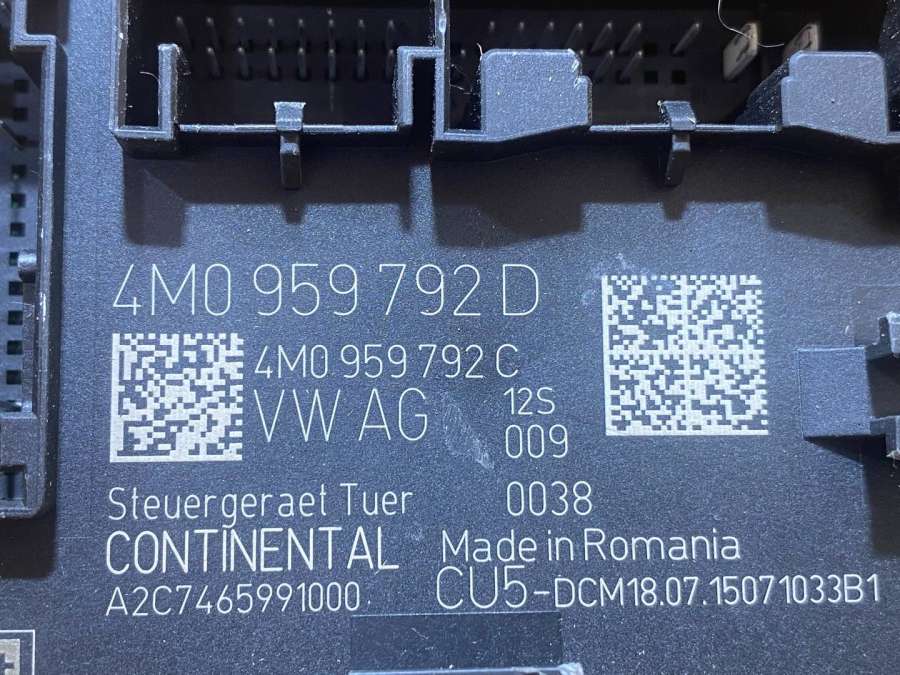 4M0 959 792 D
4M0 959 792 C
VW AG
12S
009
Steuergeraet Tuer
0038
CONTINENTAL
Made in Romania
A2C7465991000
CU5-DCM18.07.15071033B1